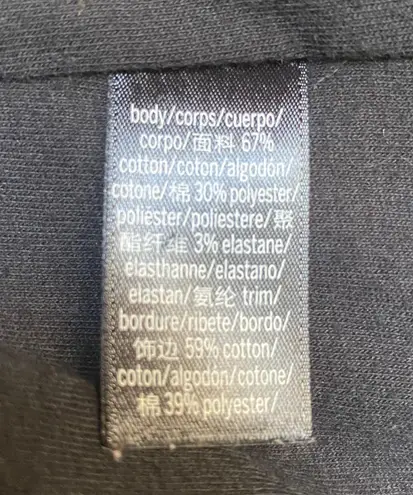 body/corps/cuerpo/
corpo/面料 67%
cotton/coton/algodón/
cotone/棉 30% polyester/
poliéster/poliestere/聚
酯纤维 3% elastane/
élasthanne/elastano/
elastan/氨纶 trim/
bordure/ribete/bordo/
饰边 59% cotton/
coton/algodón/cotone/
棉 39% polyester/